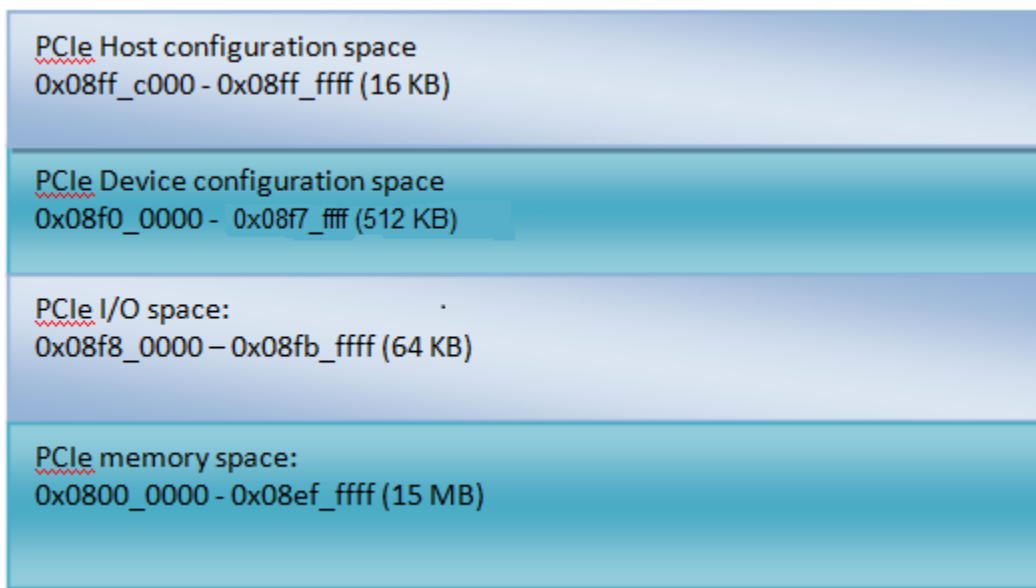 PCIe Host configuration space
0x08ff_c000 - 0x08ff_ffff (16 KB)
PCIe Device configuration space
0x08f0_0000 - 0x08f7_ffff (512 KB)
PCIe I/O space:
0x08f8_0000 – 0x08fb_ffff (64 KB)
PCIe memory space:
0x0800_0000 - 0x08ef_ffff (15 MB)